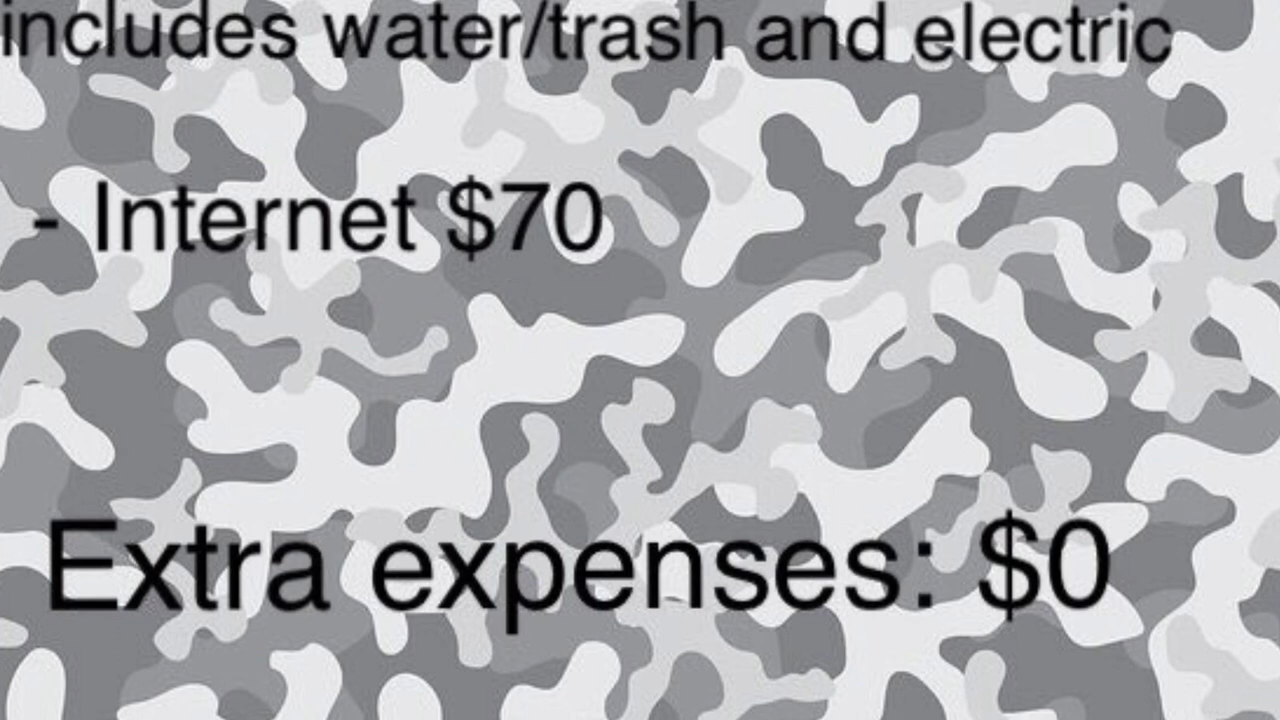 includes water/trash and electric
- Internet $70
Extra expenses: $0